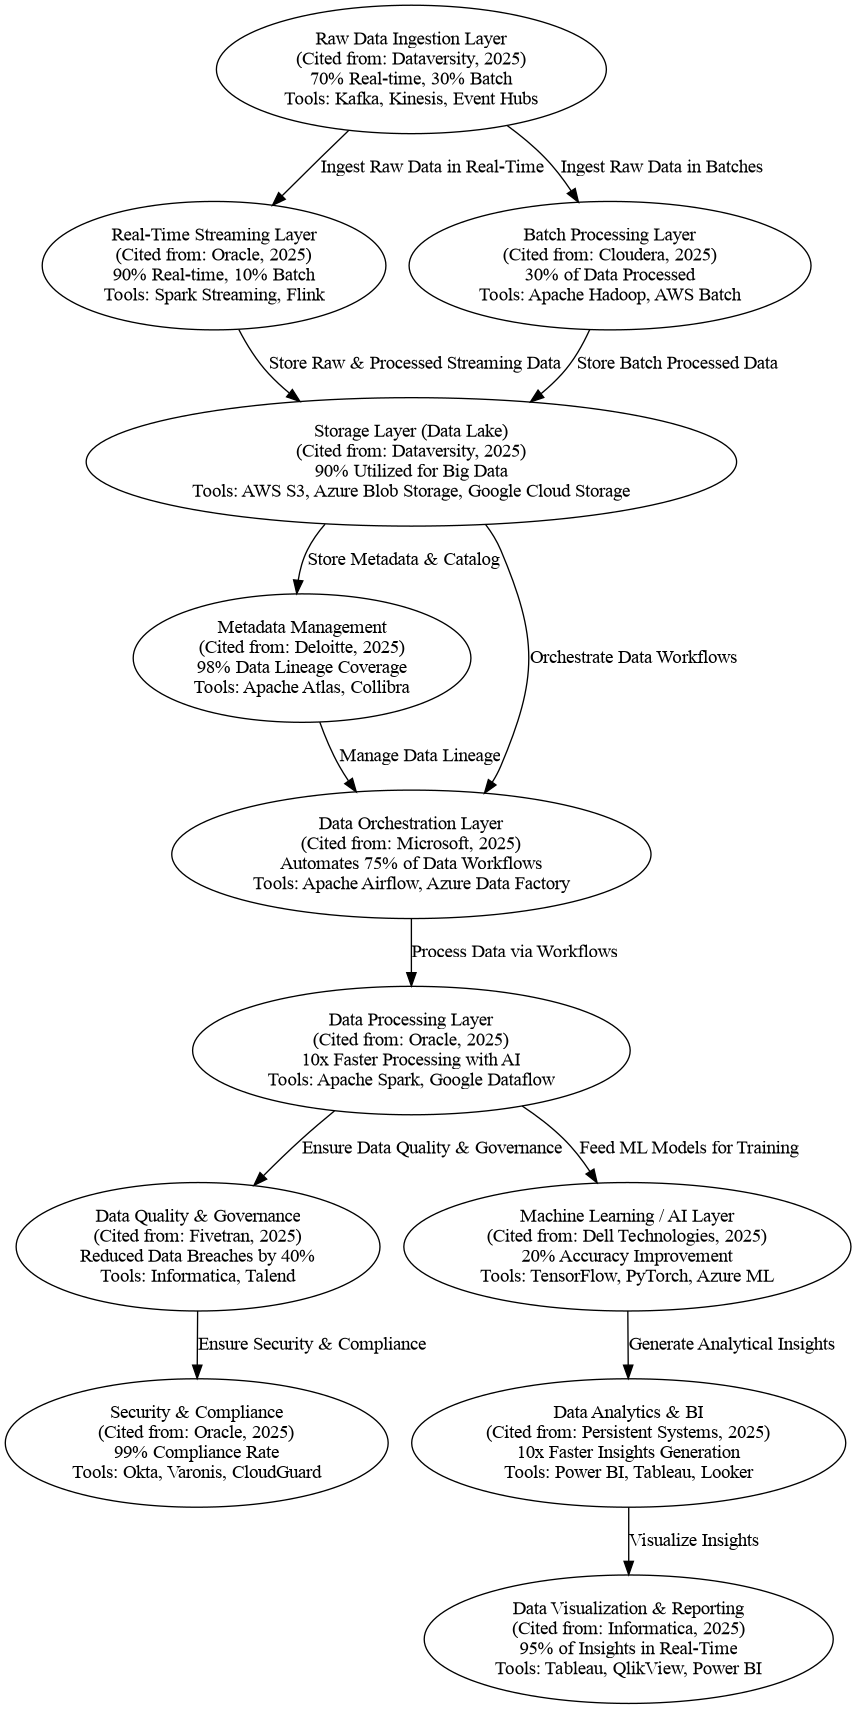 Raw Data Ingestion Layer
(Cited from: Dataversity, 2025)
70% Real-time, 30% Batch
Tools: Kafka, Kinesis, Event Hubs
Ingest Raw Data in Real-Time
Ingest Raw Data in Batches
Real-Time Streaming Layer
(Cited from: Oracle, 2025)
90% Real-time, 10% Batch
Tools: Spark Streaming, Flink
Batch Processing Layer
(Cited from: Cloudera, 2025)
30% of Data Processed
Tools: Apache Hadoop, AWS Batch
Store Raw & Processed Streaming Data
Store Batch Processed Data
Storage Layer (Data Lake)
(Cited from: Dataversity, 2025)
90% Utilized for Big Data
Tools: AWS S3, Azure Blob Storage, Google Cloud Storage
Store Metadata & Catalog
Metadata Management
(Cited from: Deloitte, 2025)
98% Data Lineage Coverage
Tools: Apache Atlas, Collibra
Orchestrate Data Workflows
Manage Data Lineage
Data Orchestration Layer
(Cited from: Microsoft, 2025)
Automates 75% of Data Workflows
Tools: Apache Airflow, Azure Data Factory
Process Data via Workflows
Data Processing Layer
(Cited from: Oracle, 2025)
10x Faster Processing with AI
Tools: Apache Spark, Google Dataflow
Ensure Data Quality & Governance
Feed ML Models for Training
Data Quality & Governance
(Cited from: Fivetran, 2025)
Reduced Data Breaches by 40%
Tools: Informatica, Talend
Machine Learning / AI Layer
(Cited from: Dell Technologies, 2025)
20% Accuracy Improvement
Tools: TensorFlow, PyTorch, Azure ML
Ensure Security & Compliance
Generate Analytical Insights
Security & Compliance
(Cited from: Oracle, 2025)
99% Compliance Rate
Tools: Okta, Varonis, CloudGuard
Data Analytics & BI
(Cited from: Persistent Systems, 2025)
10x Faster Insights Generation
Tools: Power BI, Tableau, Looker
Visualize Insights
Data Visualization & Reporting
(Cited from: Informatica, 2025)
95% of Insights in Real-Time
Tools: Tableau, QlikView, Power BI